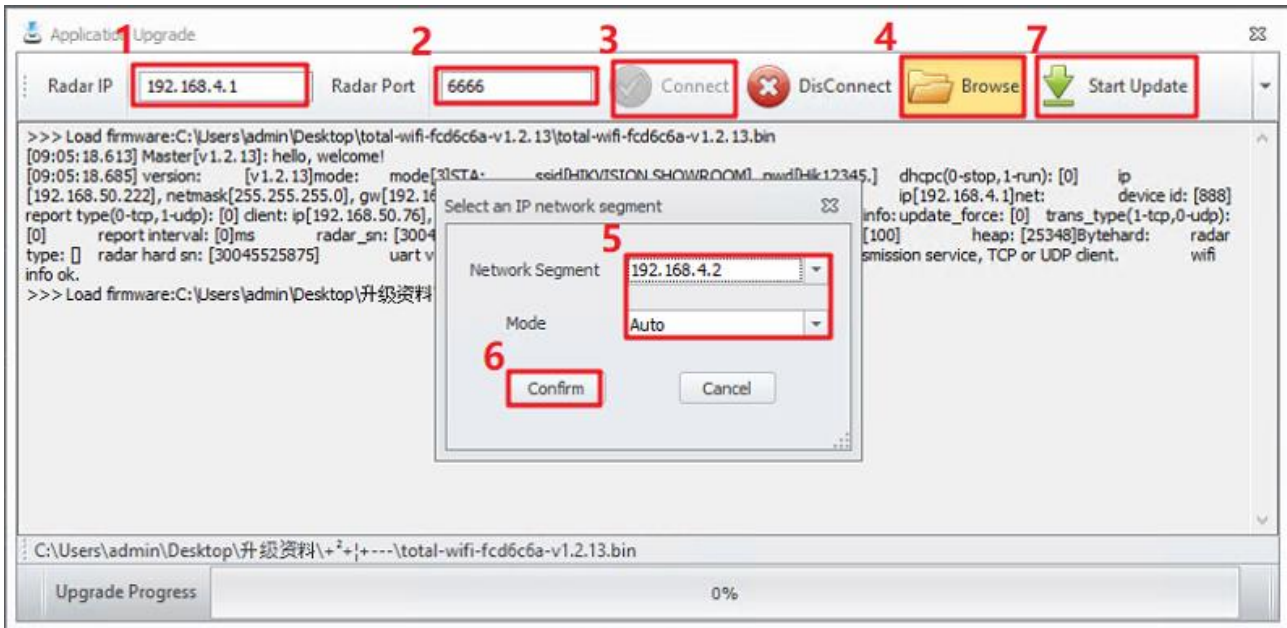 Application Upgrade
1 2 3 4 7
Radar IP 192.168.4.1 Radar Port 6666 Connect DisConnect Browse Start Update
>>> Load firmware:C:\Users\admin\Desktop\total-wifi-fcd6c6a-v1.2.13\total-wifi-fcd6c6a-v1.2.13.bin
[09:05:18.613] Master[v1.2.13]: hello, welcome!
[09:05:18.685] version: [v1.2.13]mode: mode[3]STA: ssid[HIKVISION SHOWROOM], pwd[Hik12345.] dhcpc(0-stop,1-run): [0] ip
[192.168.50.222], netmask[255.255.255.0], gw[192.16 ip[192.168.4.1]net: device id: [888]
report type(0-tcp,1-udp): [0] client: ip[192.168.50.76], info: update_force: [0] trans_type(1-tcp,0-udp):
[0] report interval: [0]ms radar_sn: [3004 [100] heap: [25348]Bytehard: radar
type: [] radar hard sn: [30045525875] uart v smission service, TCP or UDP client. wifi
info ok.
>>> Load firmware:C:\Users\admin\Desktop\升级资料
Select an IP network segment
5
Network Segment 192.168.4.2
Mode Auto
6
Confirm Cancel
C:\Users\admin\Desktop\升级资料\+²+¦+---\total-wifi-fcd6c6a-v1.2.13.bin
Upgrade Progress 0%